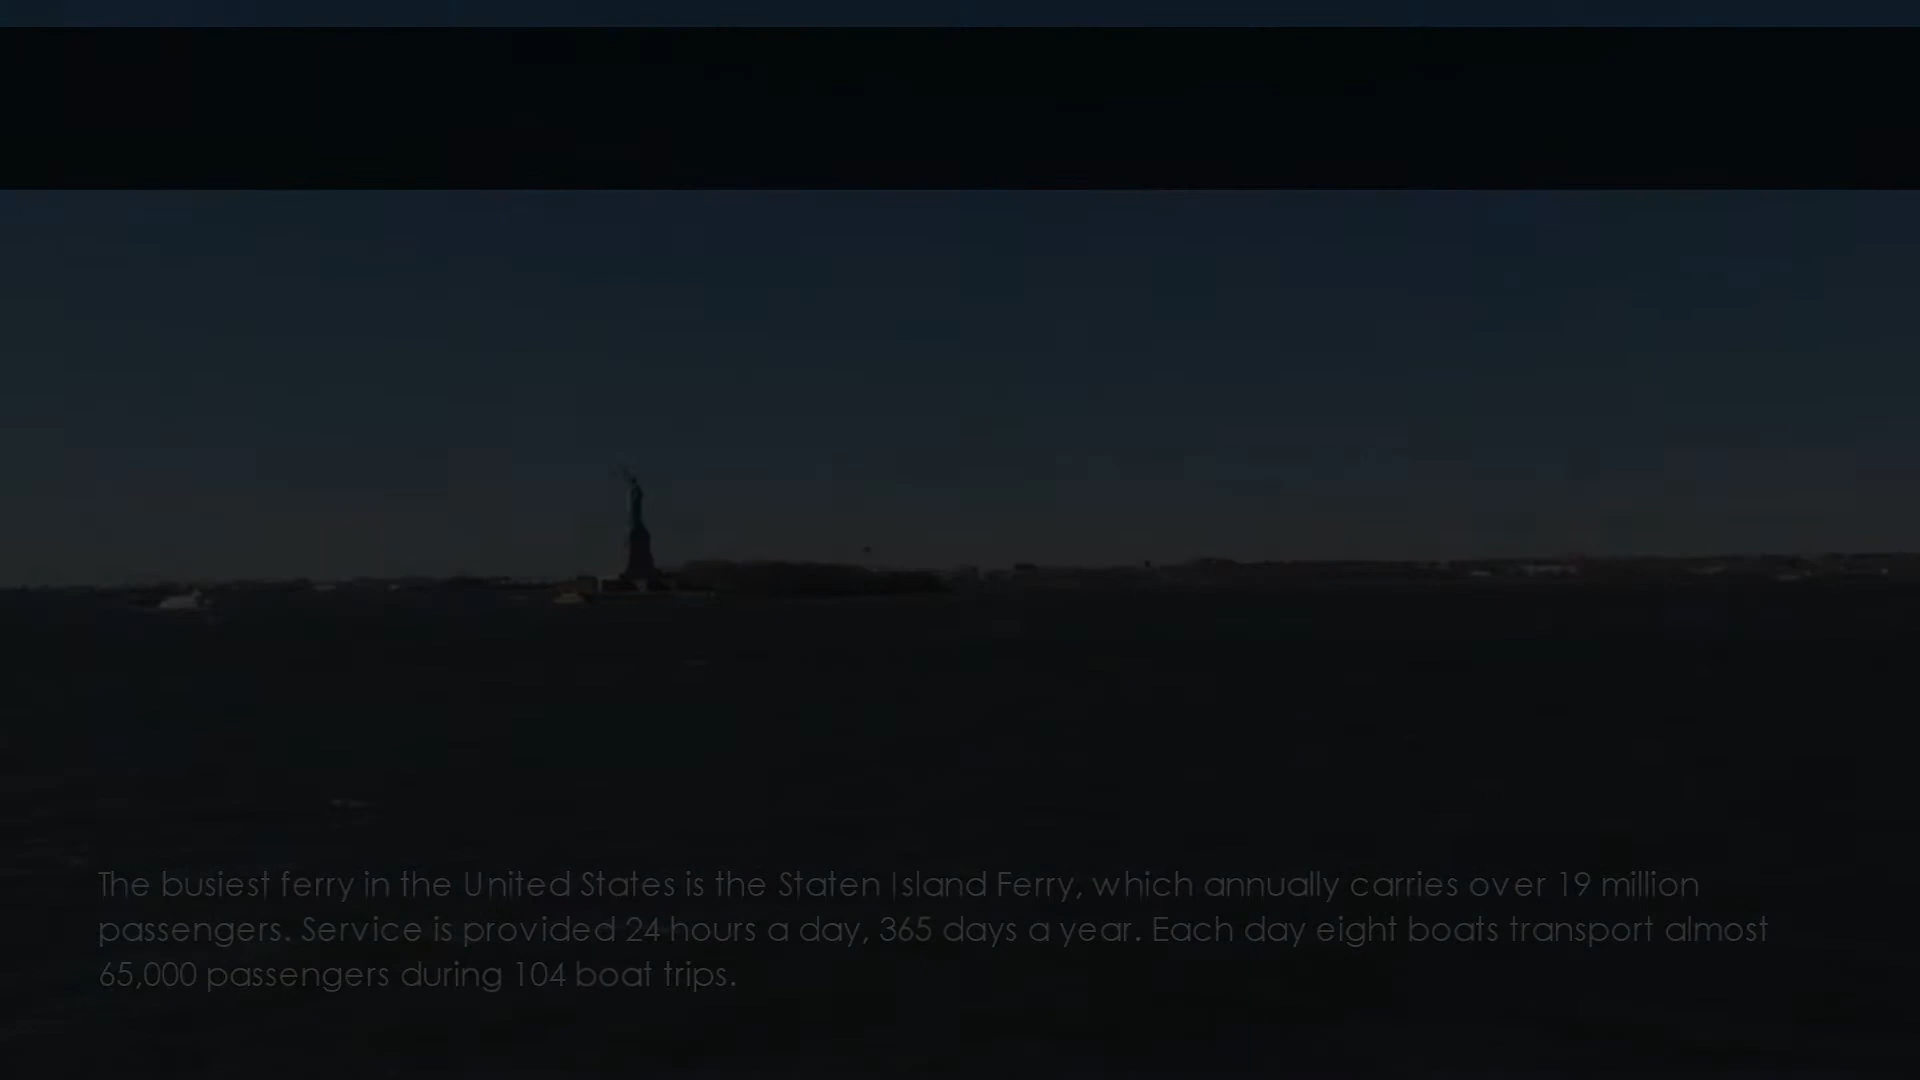 The busiest ferry in the United States is the Staten Island Ferry, which annually carries over 19 million
passengers. Service is provided 24 hours a day, 365 days a year. Each day eight boats transport almost
65,000 passengers during 104 boat trips.